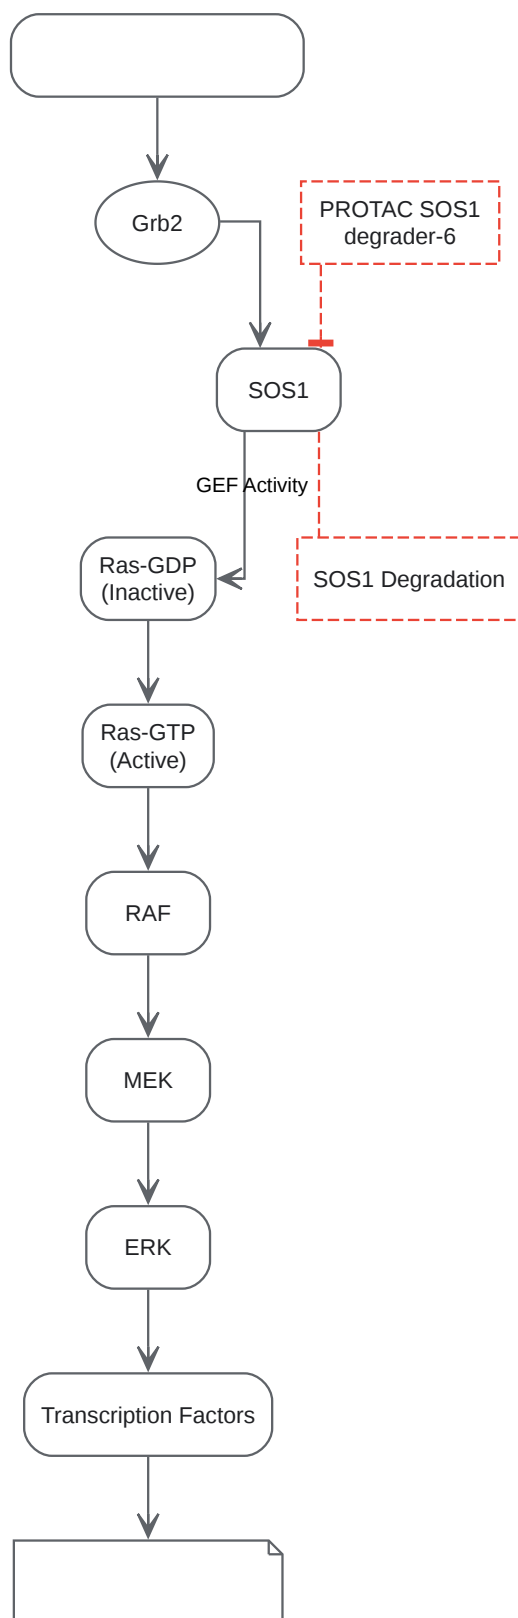 Grb2
PROTAC SOS1
degrader-6
SOS1
GEF Activity
Ras-GDP
(Inactive)
SOS1 Degradation
Ras-GTP
(Active)
RAF
MEK
ERK
Transcription Factors